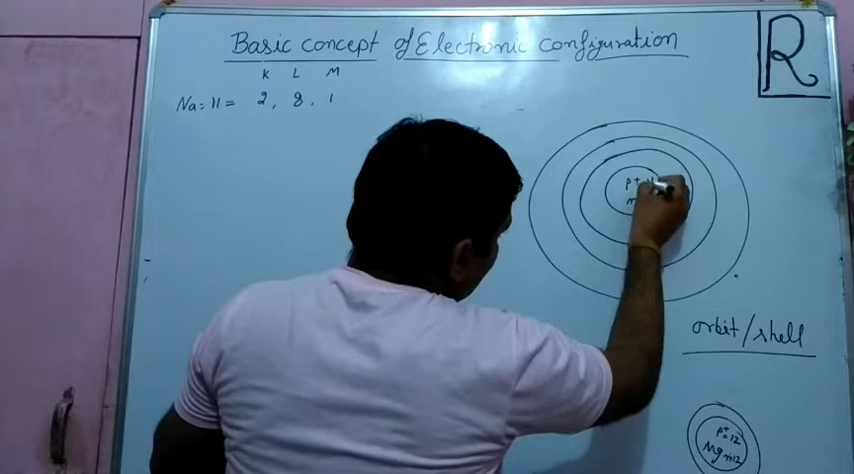 Basic concept of Electronic configuration
R
K L M
Na: 11 = 2, 8, 1
p+
n
orbit/shell
p+ = 12
Mg n=12